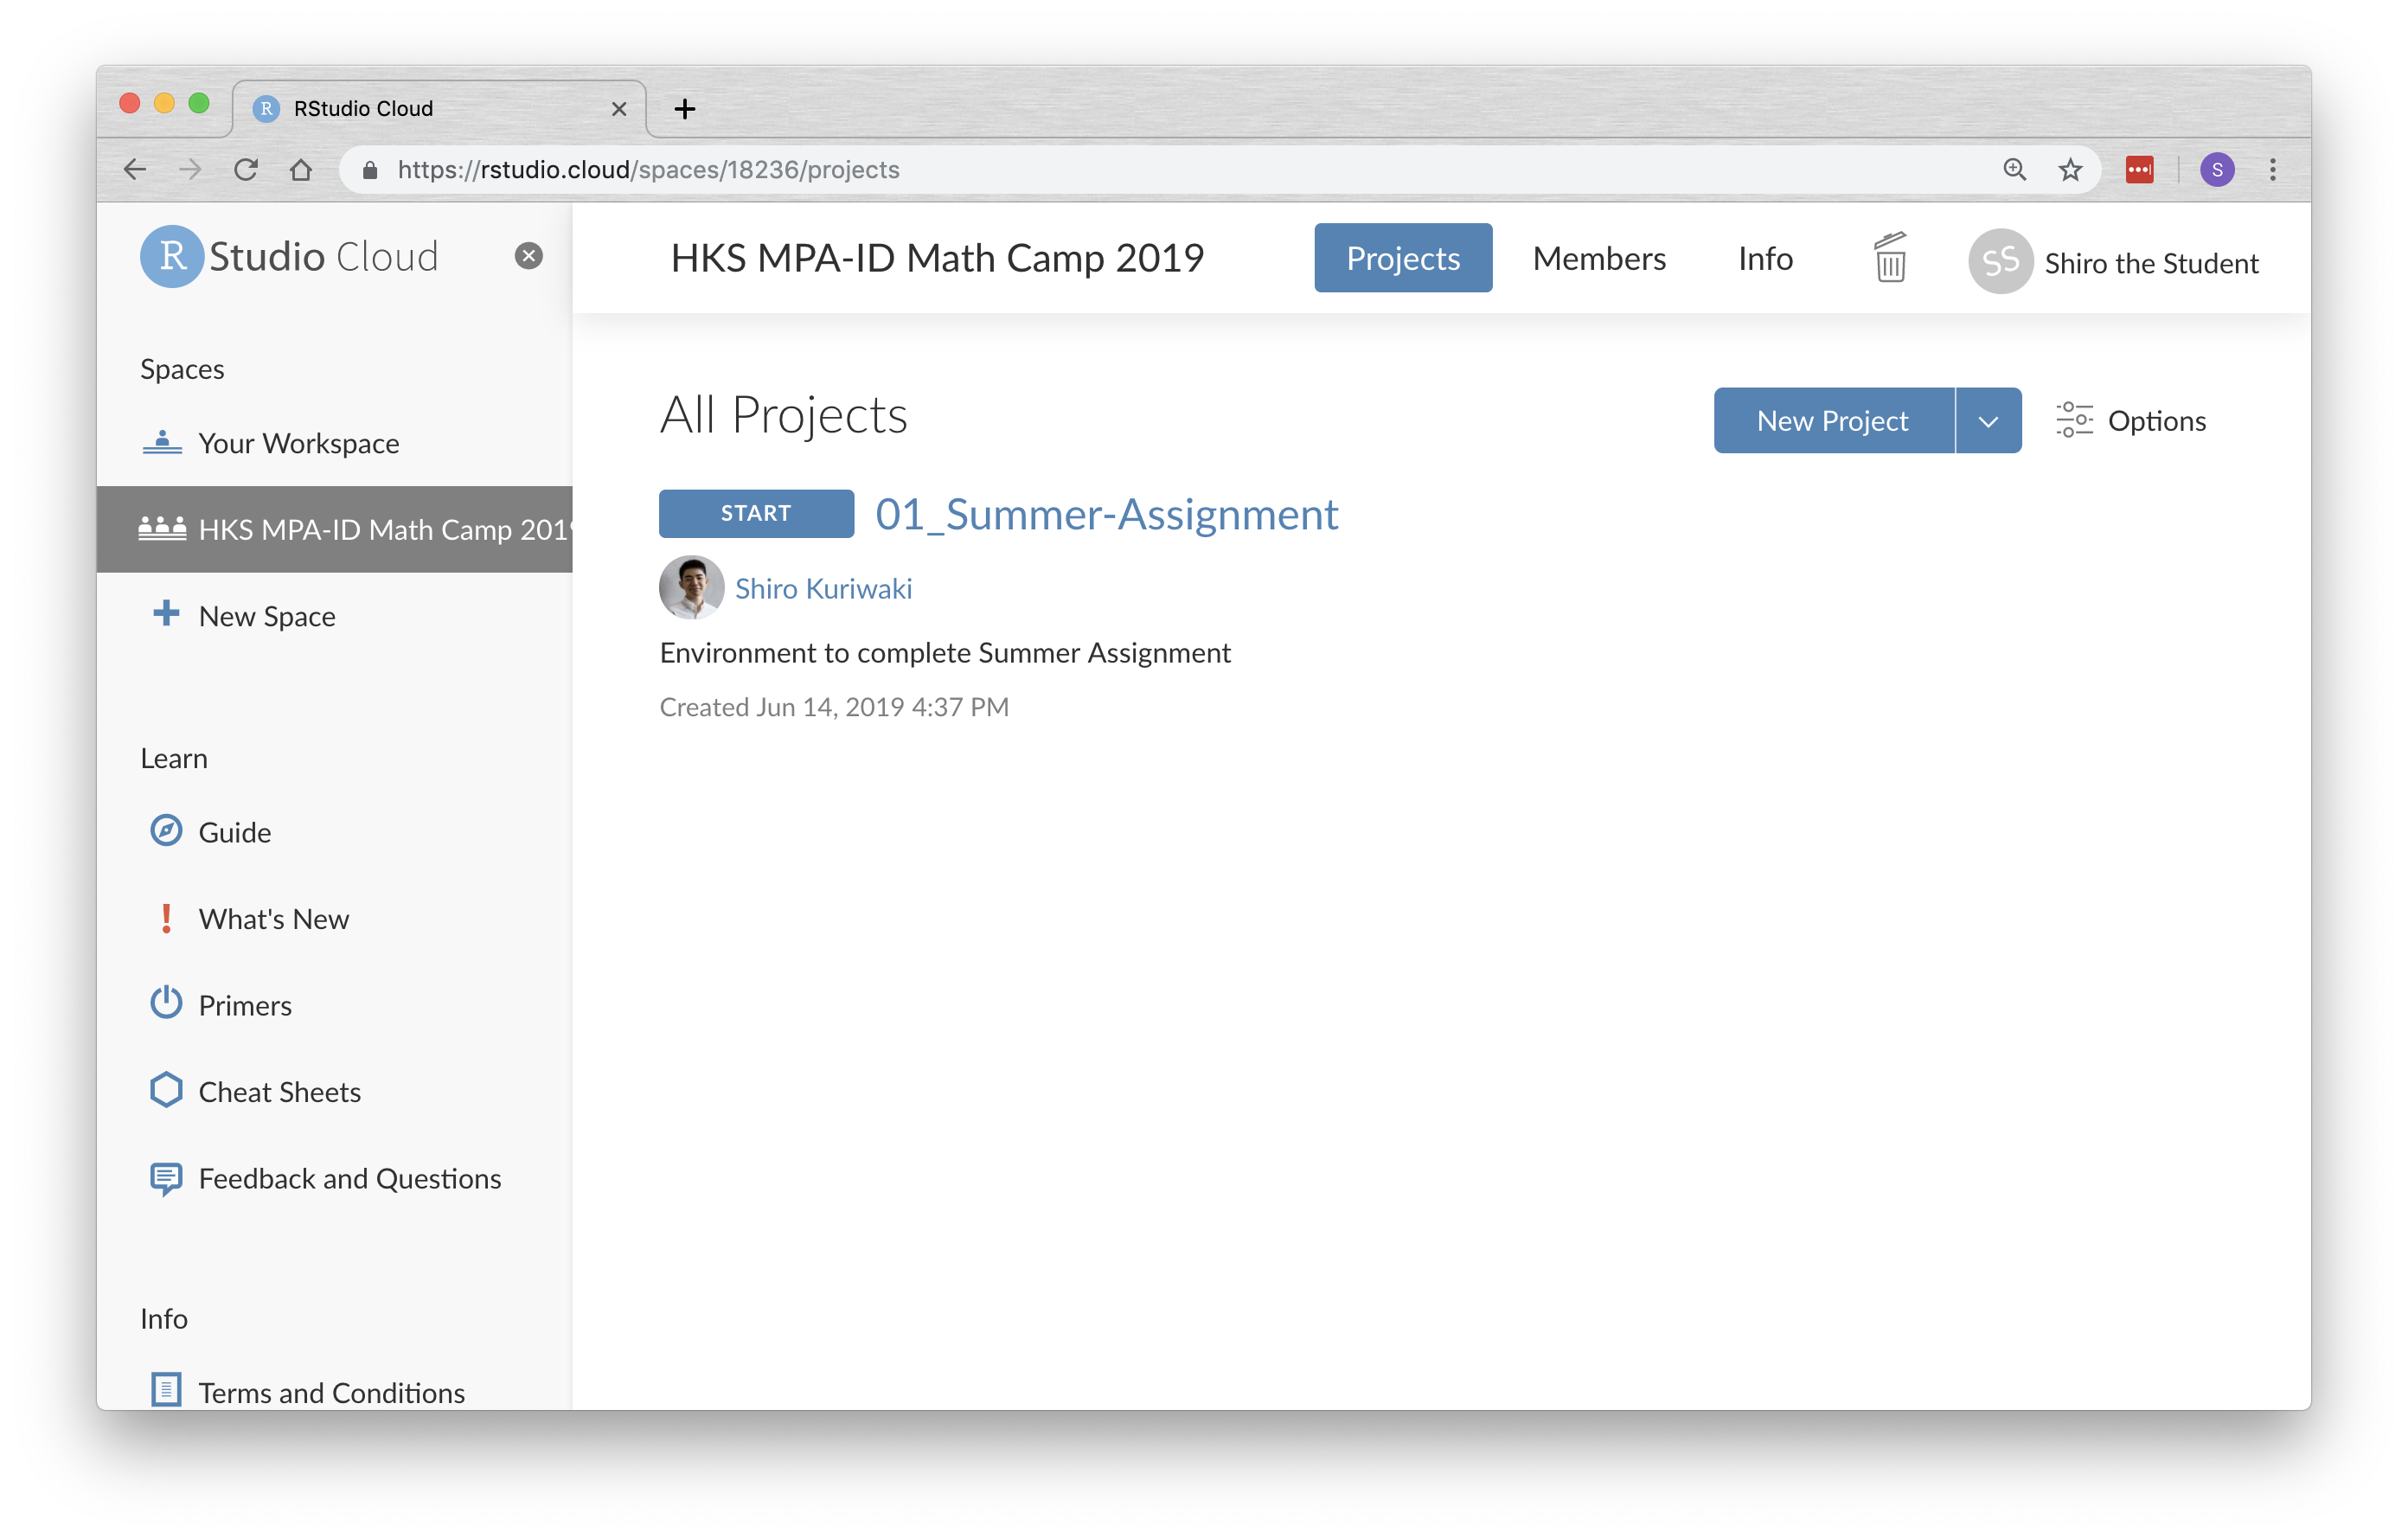 RStudio Cloud
https://rstudio.cloud/spaces/18236/projects
S
R Studio Cloud
HKS MPA-ID Math Camp 2019
Projects
Members
Info
SS
Shiro the Student
Spaces
Your Workspace
HKS MPA-ID Math Camp 201
New Space
Learn
Guide
What's New
Primers
Cheat Sheets
Feedback and Questions
Info
Terms and Conditions
All Projects
New Project
Options
START
01_Summer-Assignment
Shiro Kuriwaki
Environment to complete Summer Assignment
Created Jun 14, 2019 4:37 PM